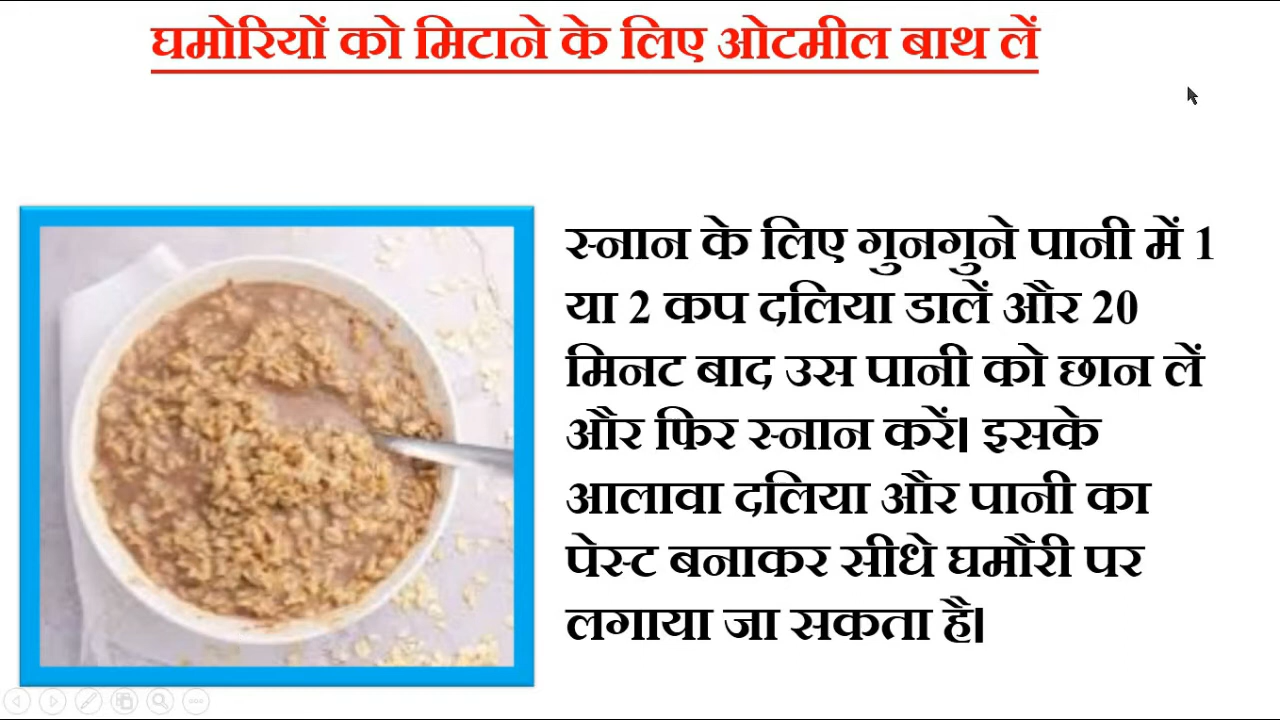 घमोरियों को मिटाने के लिए ओटमील बाथ लें
स्नान के लिए गुनगुने पानी में 1
या 2 कप दलिया डालें और 20
मिनट बाद उस पानी को छान लें
और फिर स्नान करें। इसके
आलावा दलिया और पानी का
पेस्ट बनाकर सीधे घमौरी पर
लगाया जा सकता है।